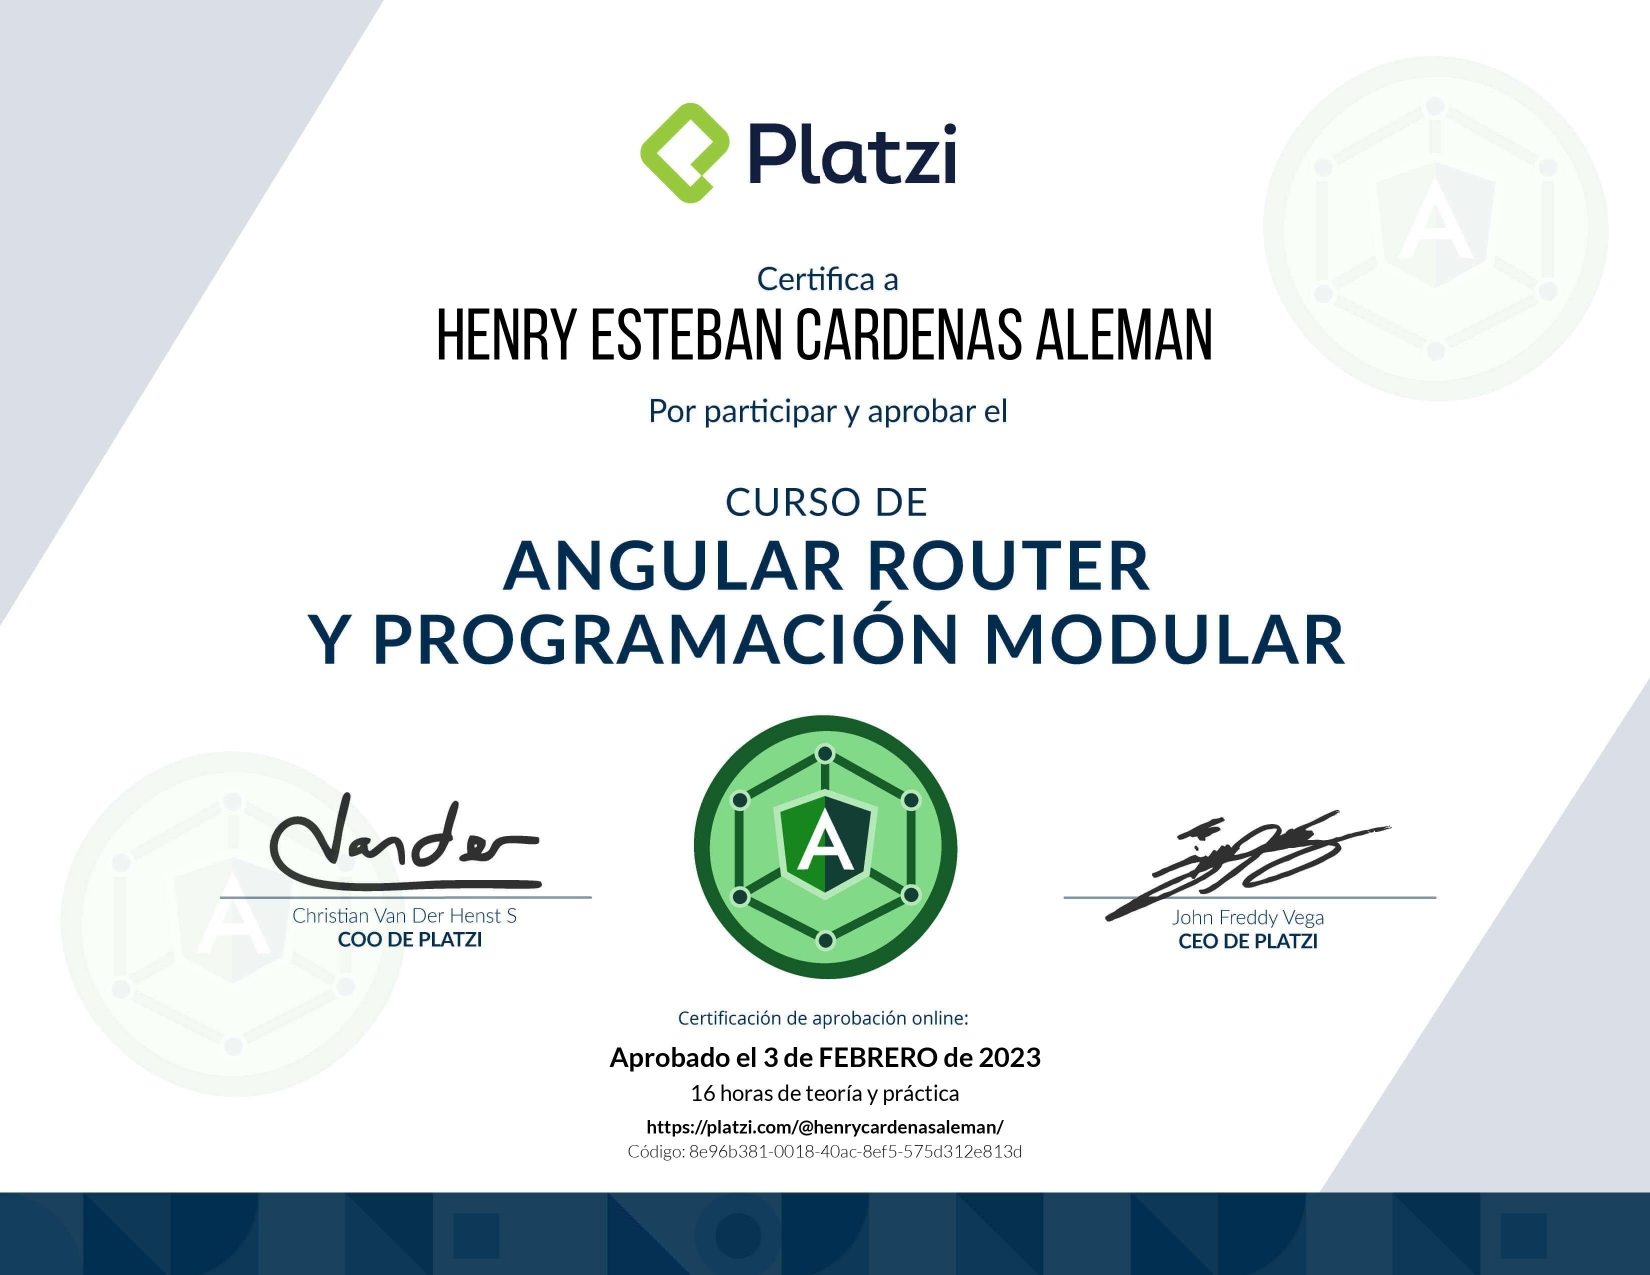 Platzi
Certifica a
HENRY ESTEBAN CARDENAS ALEMAN
Por participar y aprobar el
CURSO DE
ANGULAR ROUTER
Y PROGRAMACIÓN MODULAR
Vander
A
Christian Van Der Henst S
COO DE PLATZI
John Freddy Vega
CEO DE PLATZI
Certificación de aprobación online:
Aprobado el 3 de FEBRERO de 2023
16 horas de teoría y práctica
https://platzi.com/@henrycardenasaleman/
Código: 8e96b381-0018-40ac-8ef5-575d312e813d